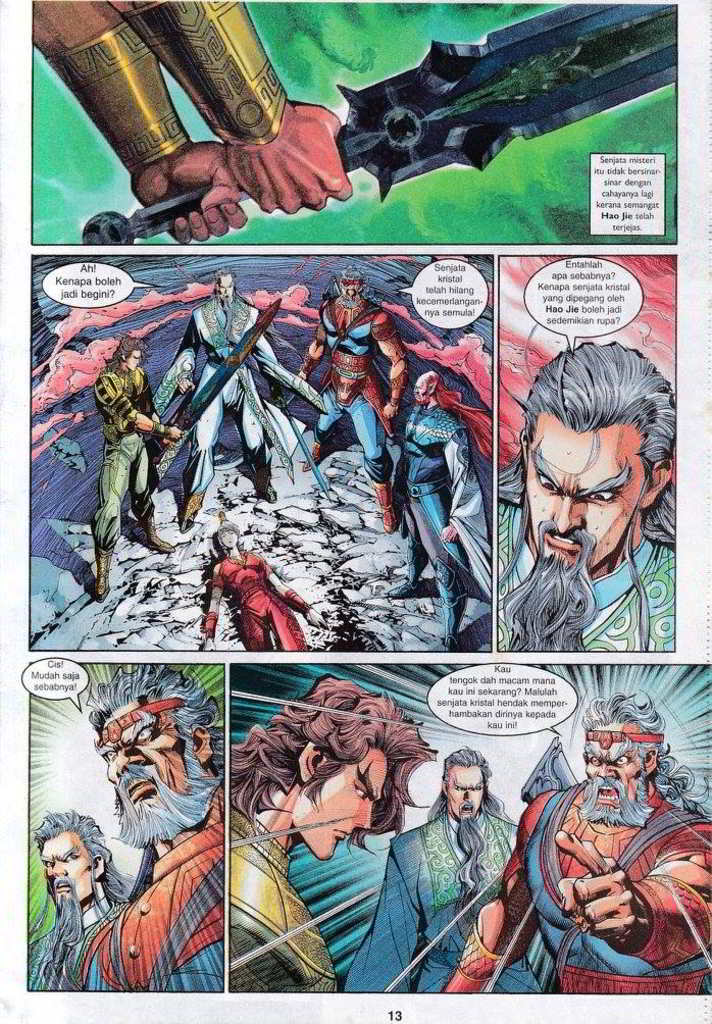 Senjata misteri
itu tidak bersinar-
sinar dengan
cahayanya lagi
kerana semangat
Hao Jie telah
terjejas.
Ah!
Kenapa boleh
jadi begini?
Senjata
kristal
telah hilang
kecemerlangan-
nya semula!
Entahlah
apa sebabnya?
Kenapa senjata kristal
yang dipegang oleh
Hao Jie boleh jadi
sedemikian rupa?
Cis!
Mudah saja
sebabnya!
Kau
tengok dah macam mana
kau ini sekarang? Malulah
senjata kristal hendak memper-
hambakan dirinya kepada
kau ini!
13